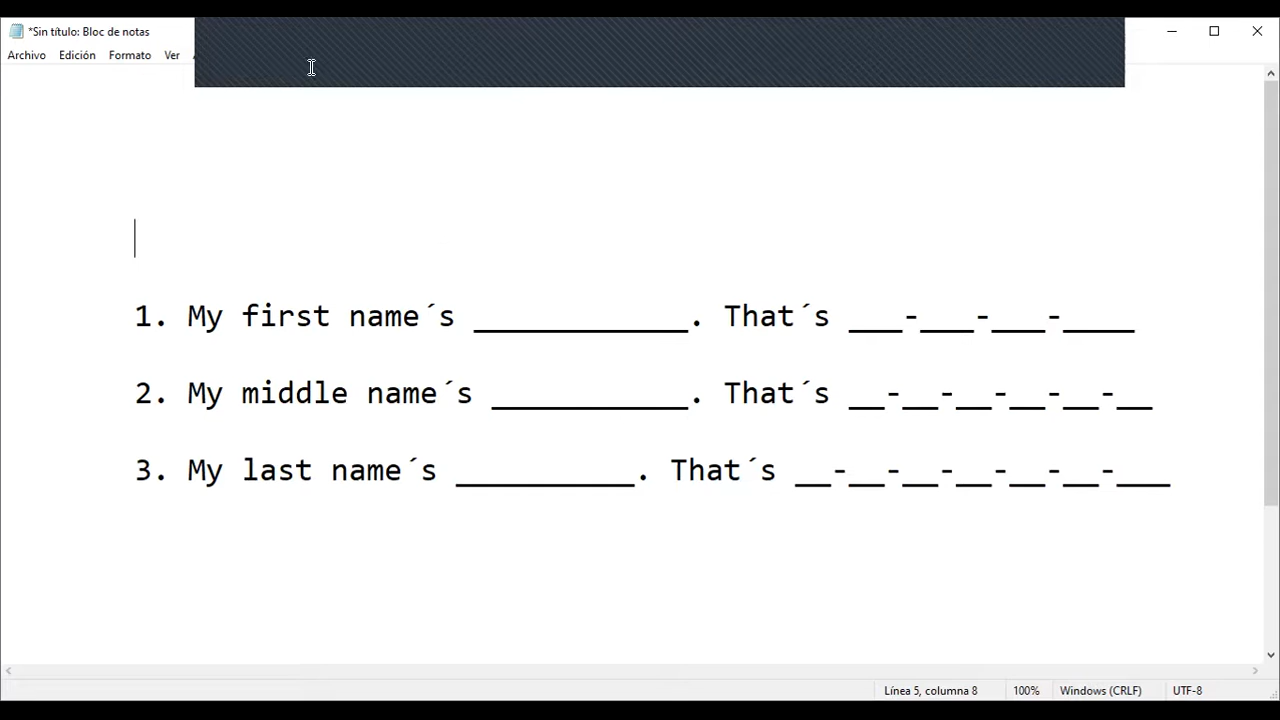 *Sin título: Bloc de notas
Archivo Edición Formato Ver
1. My first name´s ____________. That´s ___-___-___-____
2. My middle name´s ___________. That´s __-__-__-__-__-__
3. My last name´s __________. That´s __-__-__-__-__-__-___
Línea 5, columna 8 100% Windows (CRLF) UTF-8